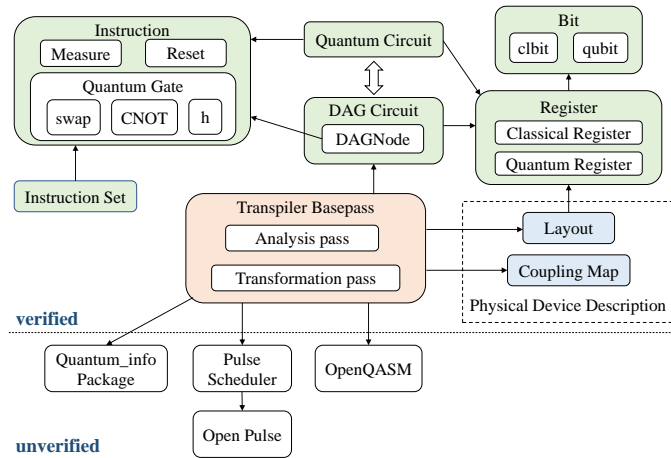 Instruction
Measure
Reset
Quantum Gate
swap
CNOT
h
Instruction Set
Quantum Circuit
DAG Circuit
DAGNode
Bit
clbit
qubit
Register
Classical Register
Quantum Register
Transpiler Basepass
Analysis pass
Transformation pass
Layout
Coupling Map
Physical Device Description
verified
Quantum_info
Package
Pulse
Scheduler
OpenQASM
Open Pulse
unverified